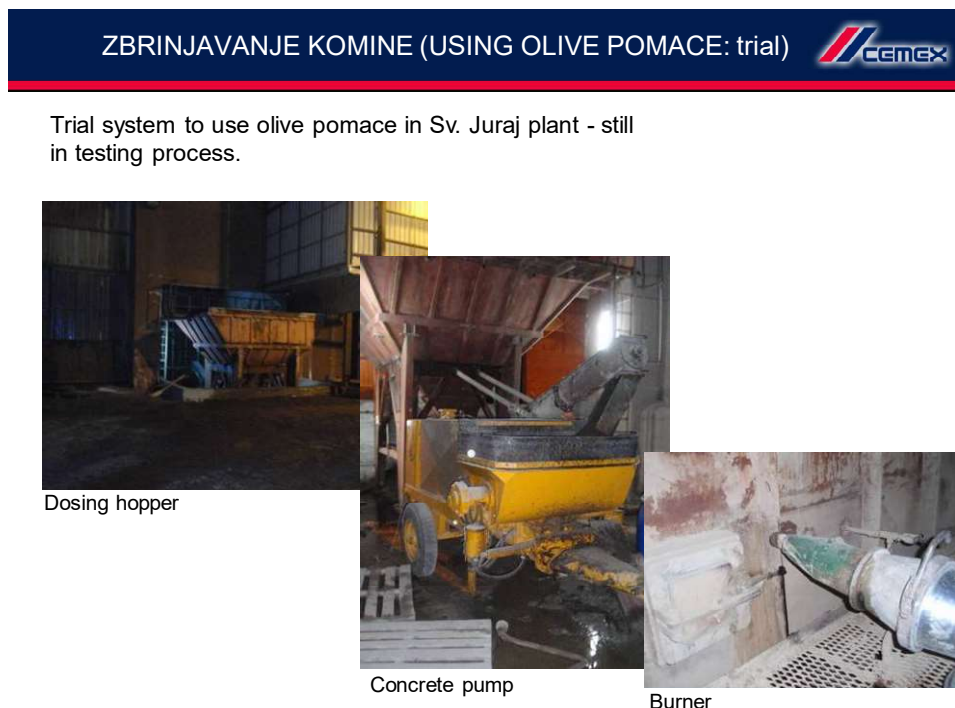 ZBRINJAVANJE KOMINE (USING OLIVE POMACE: trial)
CEMEX
Trial system to use olive pomace in Sv. Juraj plant - still
in testing process.
Dosing hopper
Concrete pump
Burner